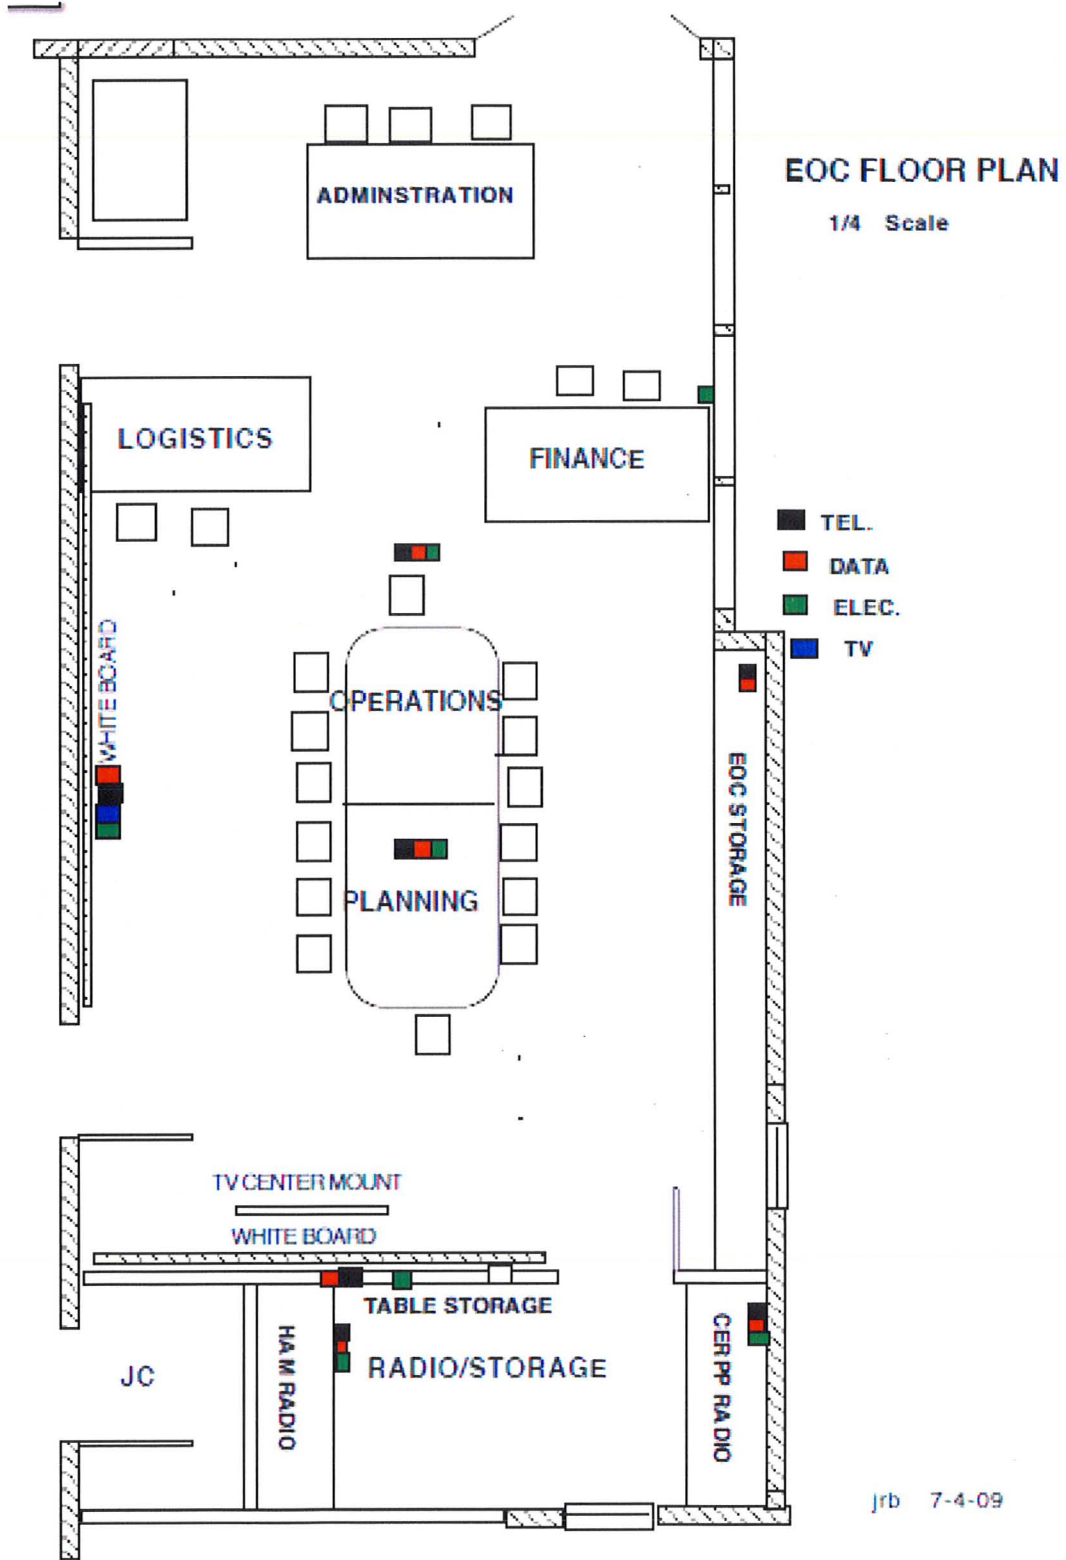 EOC FLOOR PLAN
1/4 Scale
ADMINSTRATION
LOGISTICS
FINANCE
TEL.
DATA
ELEC.
TV
WHITE BOARD
OPERATIONS
EOC STORAGE
PLANNING
TV CENTER MOUNT
WHITE BOARD
TABLE STORAGE
JC
HAM RADIO
RADIO/STORAGE
CERPP RADIO
jrb 7-4-09